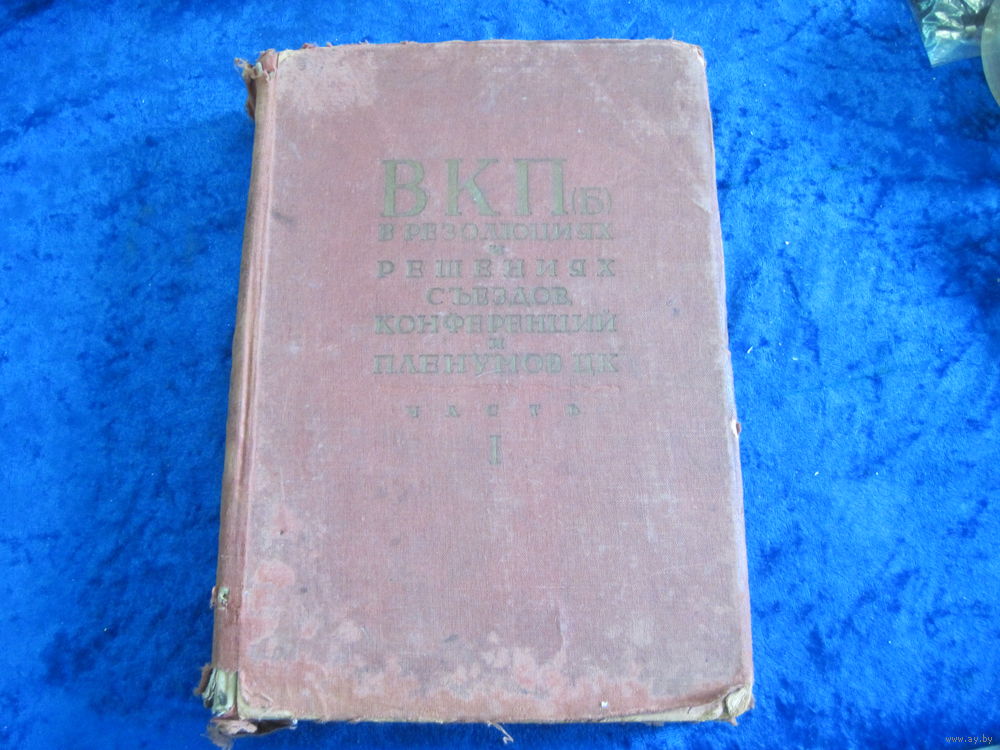 ВКП(Б)
В РЕЗОЛЮЦИЯХ
И
РЕШЕНИЯХ
СЪЕЗДОВ,
КОНФЕРЕНЦИЙ
И
ПЛЕНУМОВ ЦК
ЧАСТЬ
I
www.ay.by